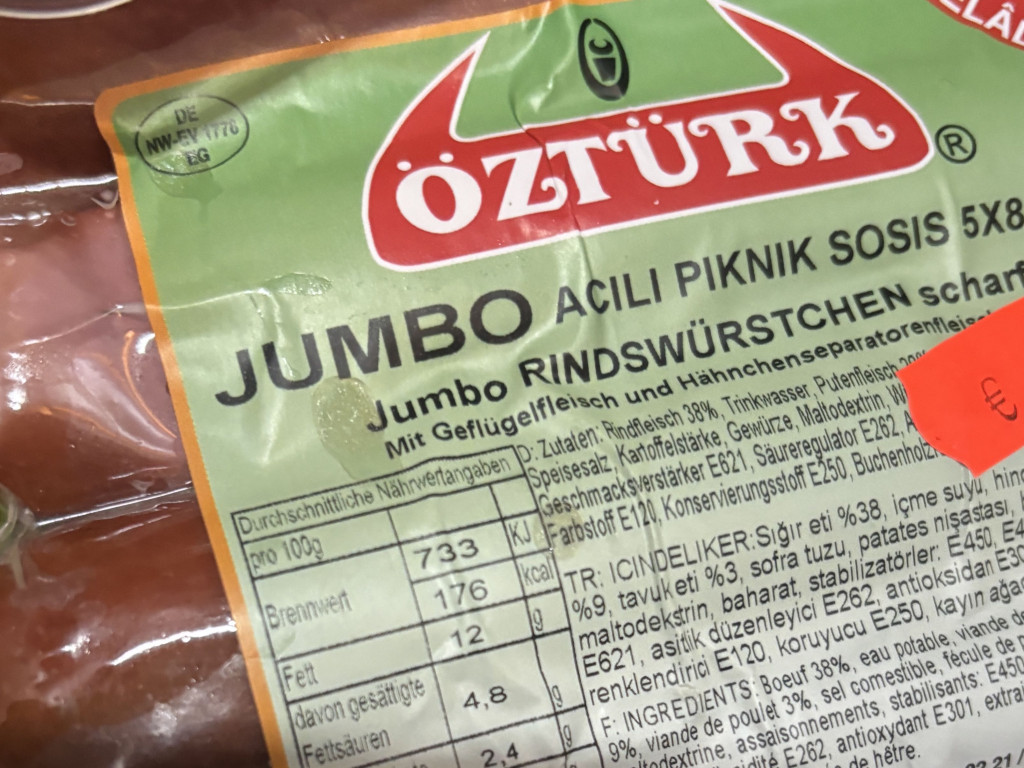 DE
NW-EV 1776
EG
ÖZTÜRK ®
JUMBO ACILI PIKNIK SOSIS 5X8
Jumbo RINDSWÜRSTCHEN scharf
Mit Geflügelfleisch und Hähnchenseparatorenfleisch
D: Zutaten: Rindfleisch 38%, Trinkwasser, Putenfleisch
Speisesalz, Kartoffelstärke, Gewürze, Maltodextrin,
Geschmacksverstärker E621, Säureregulator E262,
Farbstoff E120, Konservierungsstoff E250,
€
Durchschnittliche Nährwertangaben
pro 100g
Brennwert 733 KJ
176 kcal
Fett 12 g
davon gesättigte
Fettsäuren 4,8 g
2,4 g
TR: ICINDELIKER: Sığır eti %38, içme suyu,
%9, tavuk eti %3, sofra tuzu, patates nişastası,
maltodekstrin, baharat, stabilizatörler: E450,
E621, asitlik düzenleyici E262, antioksidan
renklendirici E120, koruyucu E250, kayın
F: INGREDIENTS: Boeuf 38%, eau potable, viande de
9%, viande de poulet 3%, sel comestible, fécule de
maltodextrine, assaisonnements, stabilisants: E450
E262, antioxydant E301,
de hêtre.